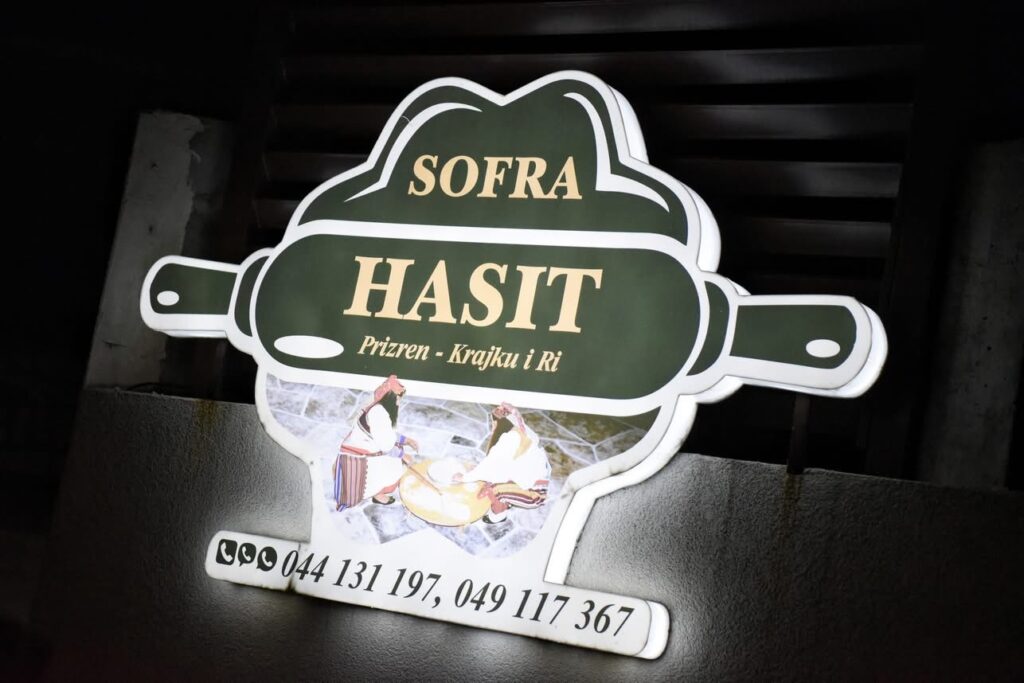 SOFRA
HASIT
Prizren - Krajku i Ri
044 131 197, 049 117 367